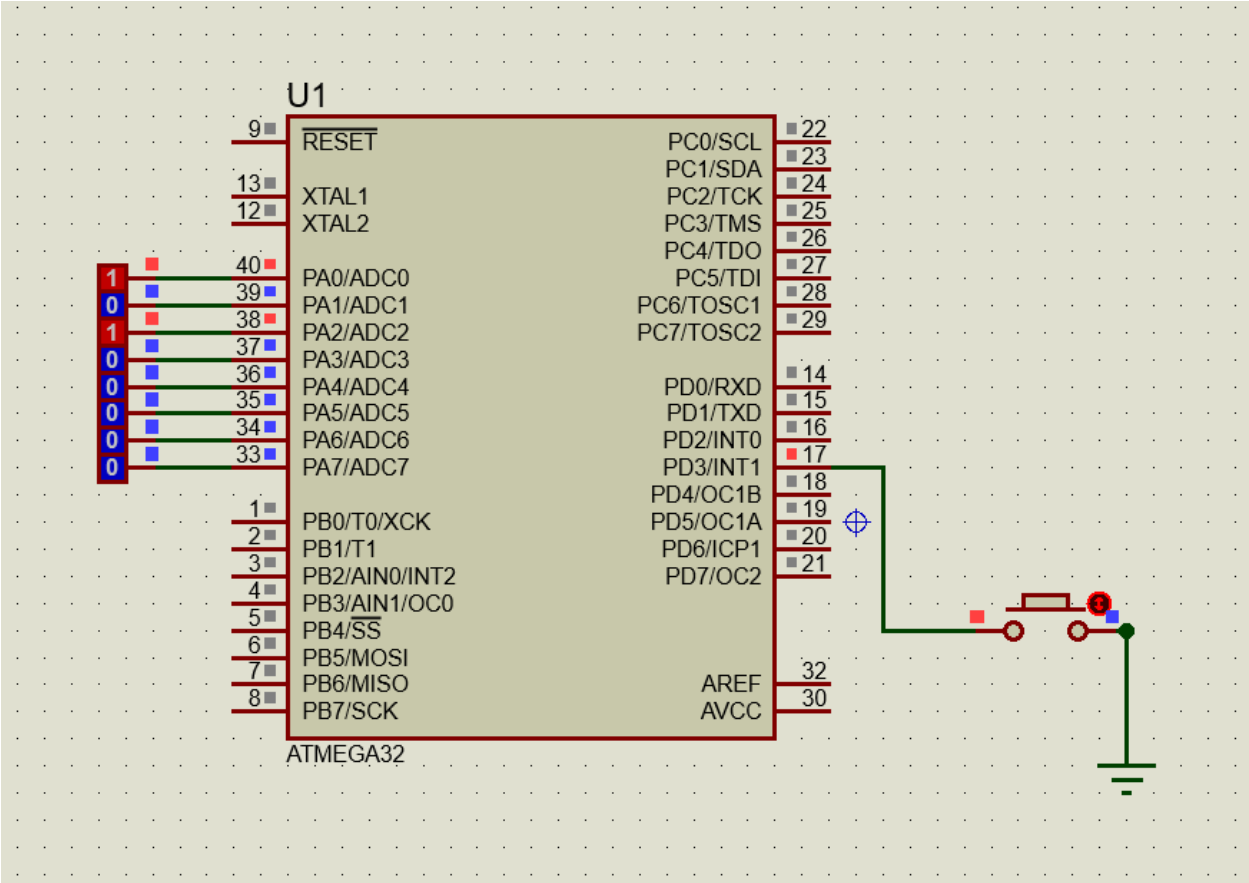 U1
9 RESET
13 XTAL1
12 XTAL2
1 40 PA0/ADC0
0 39 PA1/ADC1
1 38 PA2/ADC2
0 37 PA3/ADC3
0 36 PA4/ADC4
0 35 PA5/ADC5
0 34 PA6/ADC6
0 33 PA7/ADC7
1 PB0/T0/XCK
2 PB1/T1
3 PB2/AIN0/INT2
4 PB3/AIN1/OC0
5 PB4/SS
6 PB5/MOSI
7 PB6/MISO
8 PB7/SCK
PC0/SCL 22
PC1/SDA 23
PC2/TCK 24
PC3/TMS 25
PC4/TDO 26
PC5/TDI 27
PC6/TOSC1 28
PC7/TOSC2 29
PD0/RXD 14
PD1/TXD 15
PD2/INT0 16
PD3/INT1 17
PD4/OC1B 18
PD5/OC1A 19
PD6/ICP1 20
PD7/OC2 21
AREF 32
AVCC 30
ATMEGA32